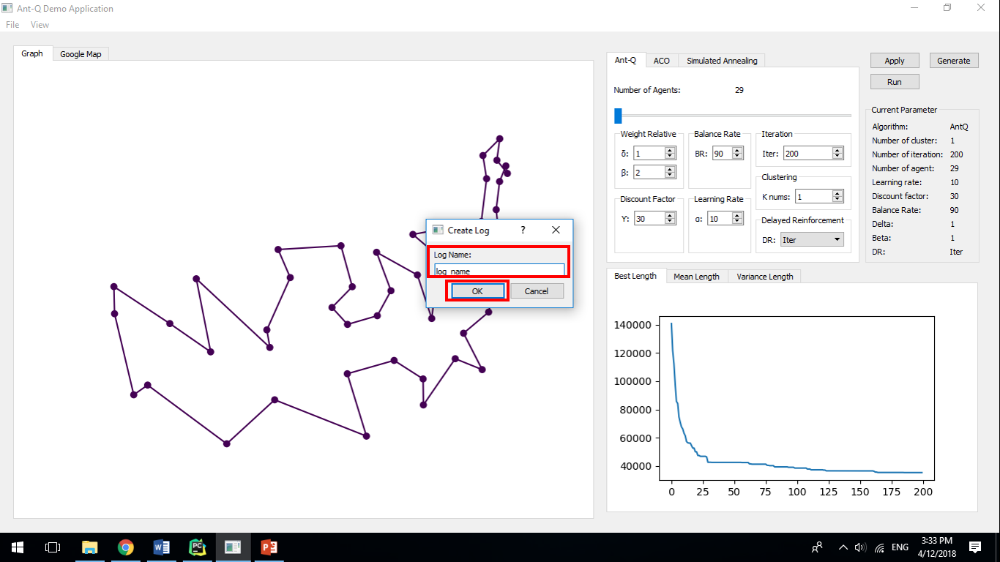 Ant-Q Demo Application
File View
Graph Google Map
Create Log ?
Log Name:
log_name
OK Cancel
Ant-Q ACO Simulated Annealing
Number of Agents: 29
Weight Relative
δ: 1
β: 2
Balance Rate
BR: 90
Iteration
Iter: 200
Clustering
K nums: 1
Discount Factor
Y: 30
Learning Rate
α: 10
Delayed Reinforcement
DR: Iter
Apply Generate
Run
Current Parameter
Algorithm: AntQ
Number of cluster: 1
Number of iteration: 200
Number of agent: 29
Learning rate: 10
Discount factor: 30
Balance Rate: 90
Delta: 1
Beta: 1
DR: Iter
Best Length Mean Length Variance Length
140000
120000
100000
80000
60000
40000
0 25 50 75 100 125 150 175 200
ENG
3:33 PM
4/12/2018